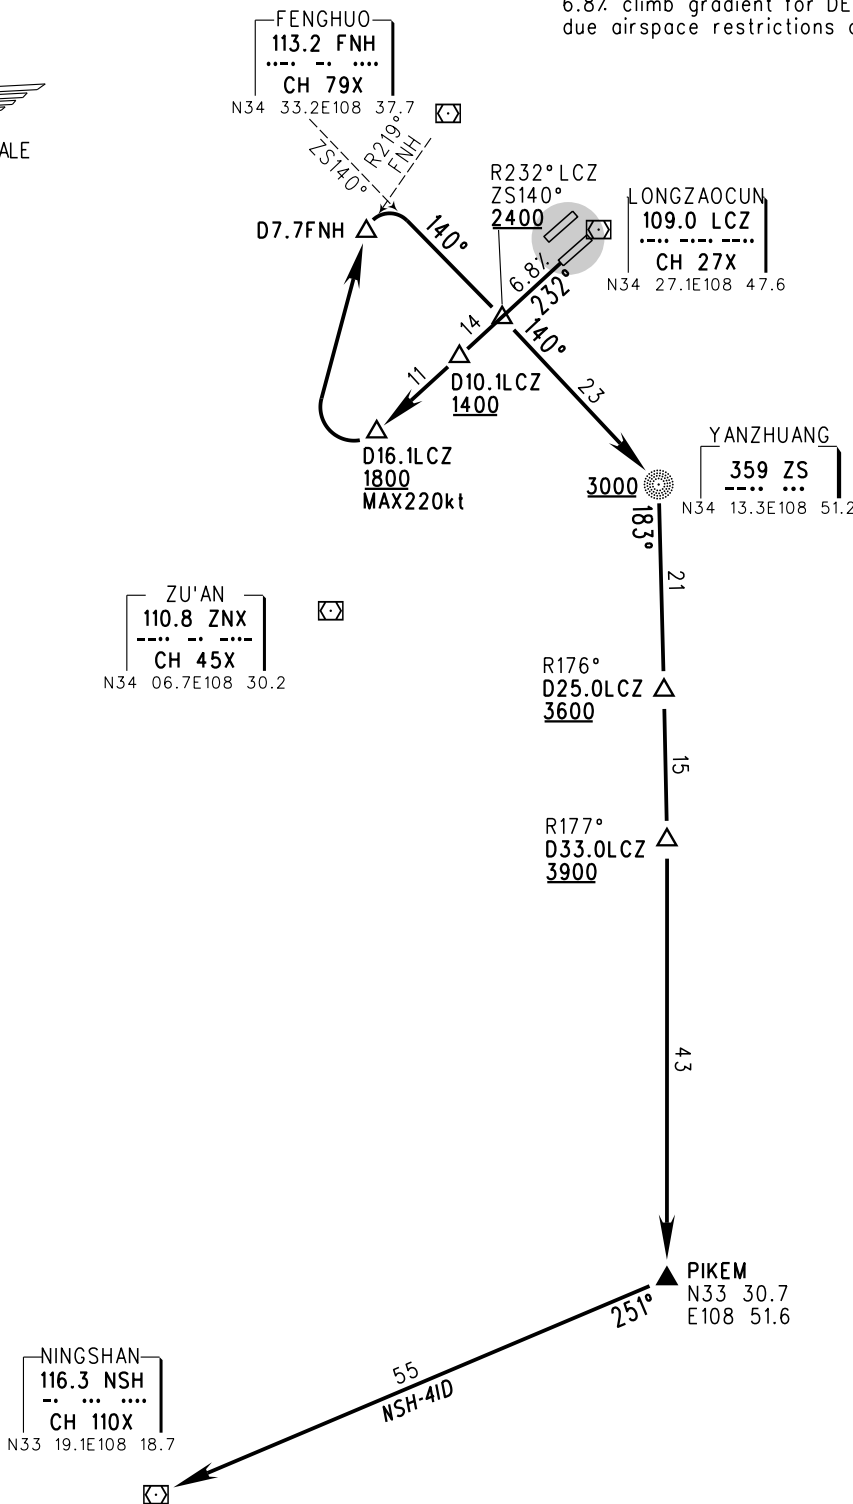 6.8% climb gradient for DE
due airspace restrictions
FENGHUO
113.2 FNH
··-· -· ····
CH 79X
N34 33.2E108 37.7
ALE
R219°
FNH
ZS140°
R232°LCZ
ZS140°
2400
LONGZAOCUN
109.0 LCZ
·-·· -·-· --··
CH 27X
N34 27.1E108 47.6
D7.7FNH
140°
6.8%
232°
14
140°
11
D10.1LCZ
1400
23
D16.1LCZ
1800
MAX220kt
YANZHUANG
359 ZS
--·· ···
N34 13.3E108 51.2
3000
183°
21
ZU'AN
110.8 ZNX
--·· -· -··-
CH 45X
N34 06.7E108 30.2
R176°
D25.0LCZ
3600
15
R177°
D33.0LCZ
3900
43
PIKEM
N33 30.7
E108 51.6
251°
55
NSH-41D
NINGSHAN
116.3 NSH
-· ··· ····
CH 110X
N33 19.1E108 18.7